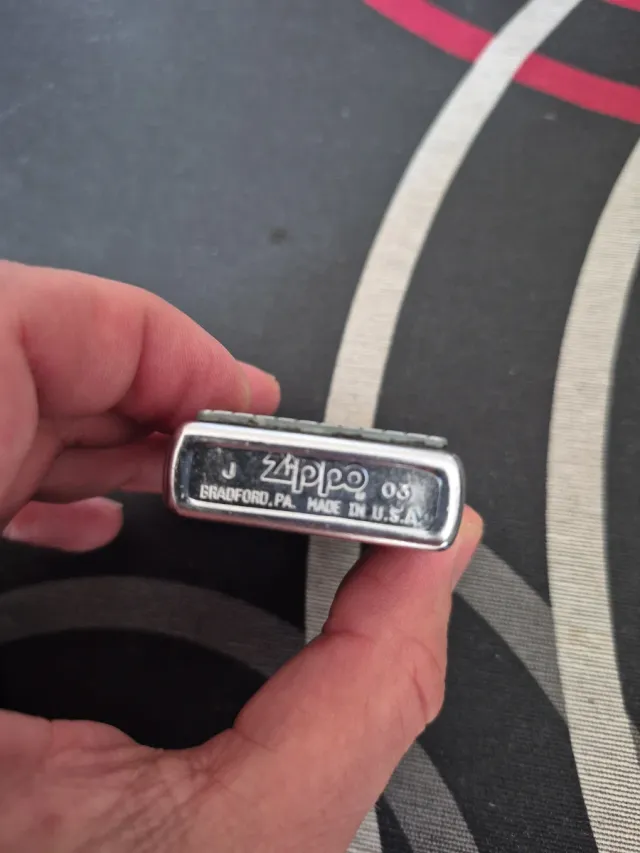 J Zippo 03
BRADFORD, PA. MADE IN U.S.A